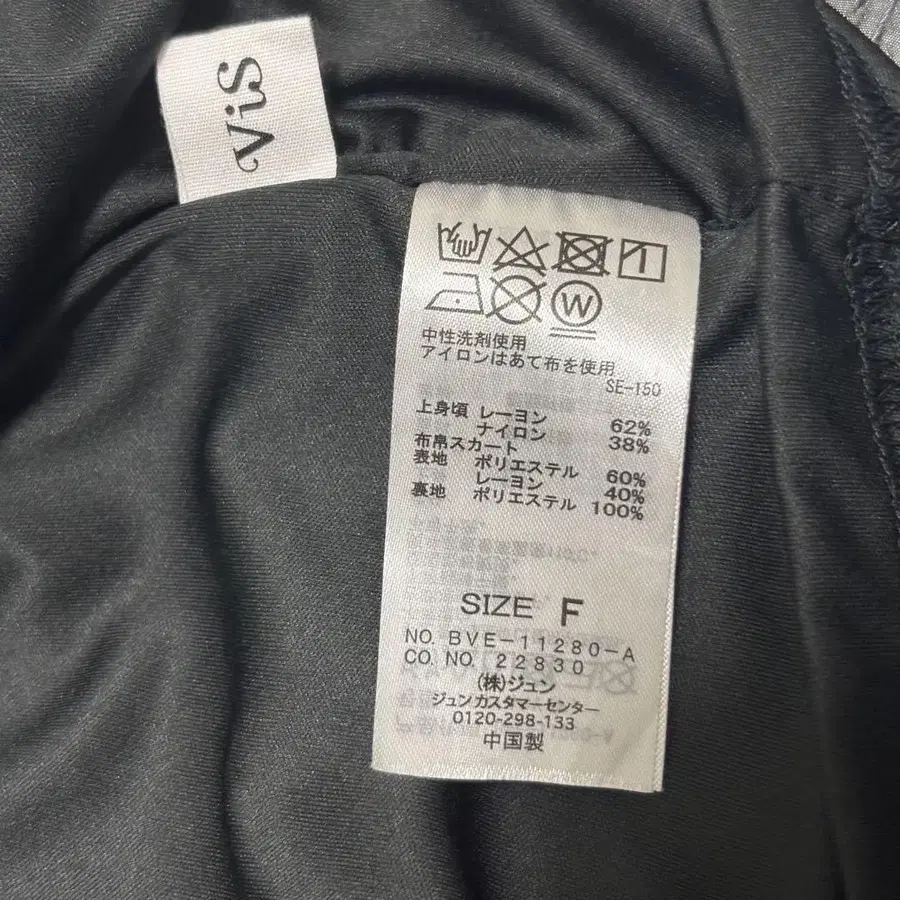 ViS
W
中性洗剤使用
アイロンはあて布を使用
SE-150
上身頃 レーヨン 62%
ナイロン 38%
布帛スカート
表地 ポリエステル 60%
レーヨン 40%
裏地 ポリエステル 100%
SIZE F
NO. BVE-11280-A
CO. NO. 22830
(株)ジュン
ジュンカスタマーセンター
0120-298-133
中国製